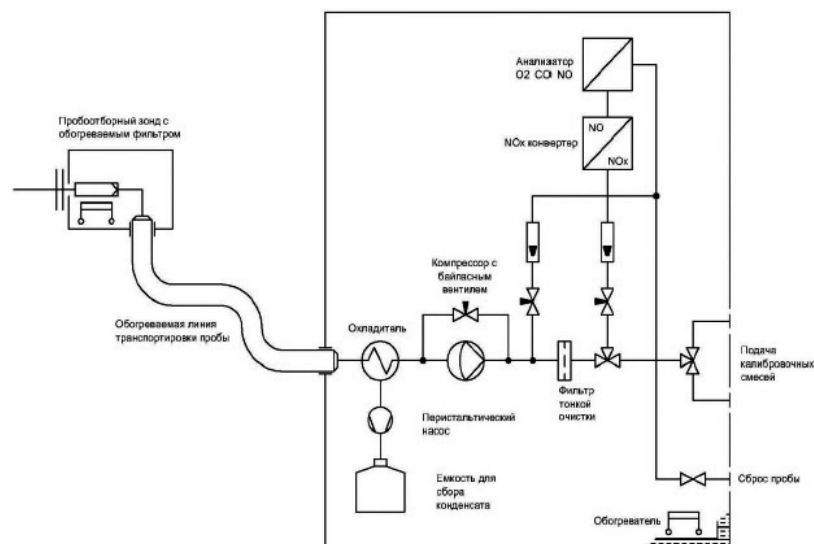 Анализатор
O2 CO NO
Пробоотборный зонд с
обогреваемым фильтром
NOx конвертер
NO
NOx
Компрессор с
байпасным
вентилем
Обогреваемая линия
транспортировки пробы
Охладитель
Подача
калибровочных
смесей
Фильтр
тонкой
очистки
Перистальтический
насос
Емкость для
сбора
конденсата
Сброс пробы
Обогреватель